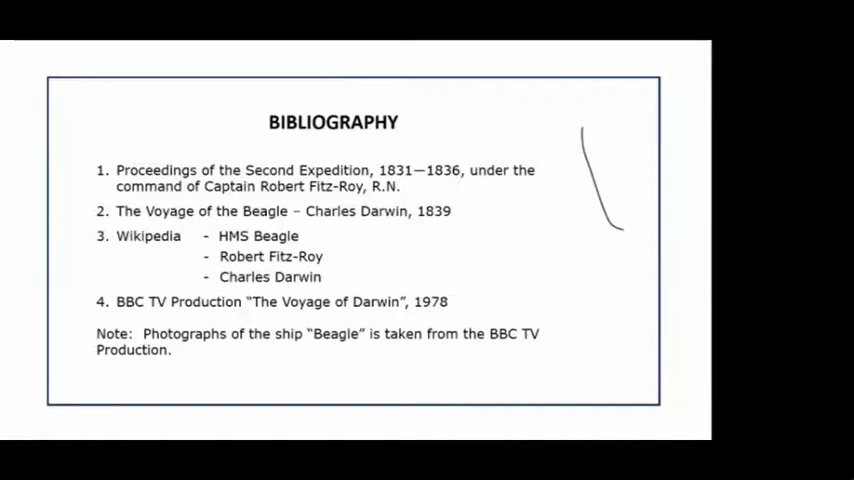 BIBLIOGRAPHY
1. Proceedings of the Second Expedition, 1831—1836, under the
command of Captain Robert Fitz-Roy, R.N.
2. The Voyage of the Beagle – Charles Darwin, 1839
3. Wikipedia - HMS Beagle
- Robert Fitz-Roy
- Charles Darwin
4. BBC TV Production “The Voyage of Darwin”, 1978
Note: Photographs of the ship “Beagle” is taken from the BBC TV
Production.